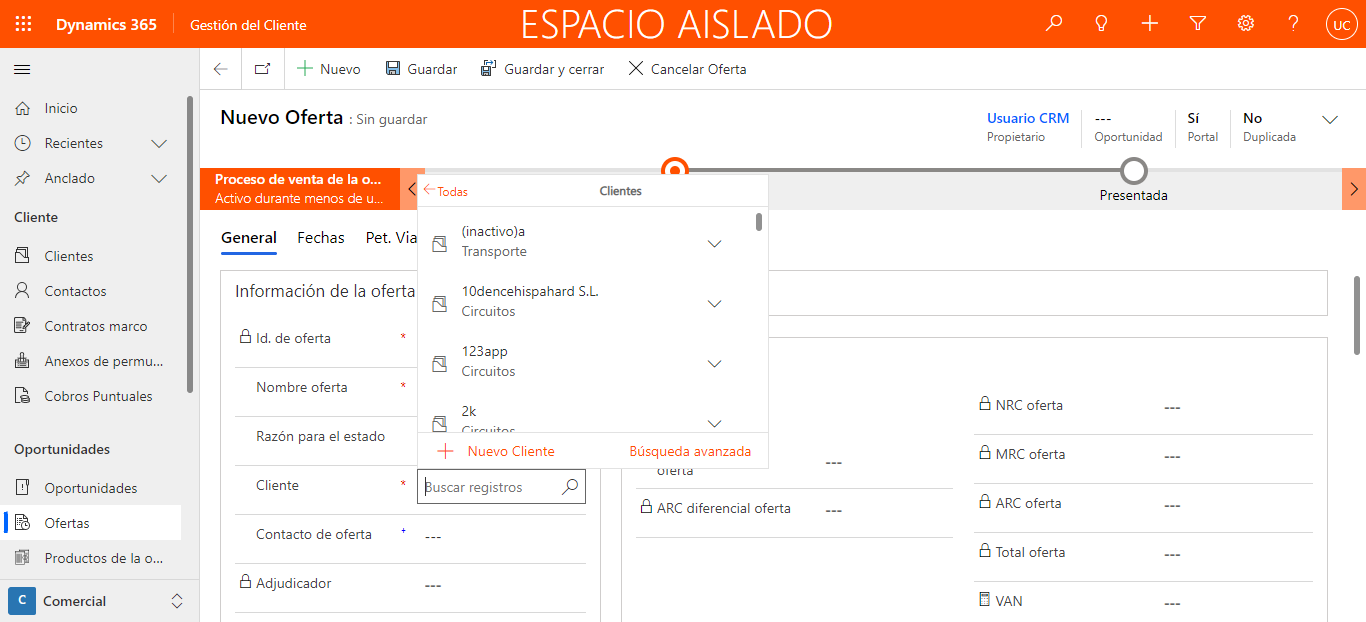 Dynamics 365
Gestión del Cliente
ESPACIO AISLADO
UC
Nuevo
Guardar
Guardar y cerrar
Cancelar Oferta
Inicio
Recientes
Anclado
Cliente
Clientes
Contactos
Contratos marco
Anexos de permu...
Cobros Puntuales
Oportunidades
Oportunidades
Ofertas
Productos de la o...
C Comercial
Nuevo Oferta : Sin guardar
Usuario CRM
Propietario
---
Oportunidad
Sí
Portal
No
Duplicada
Proceso de venta de la o...
Activo durante menos de u...
Presentada
General
Fechas
Pet. Via
Todas
Clientes
(inactivo)a
Transporte
10dencehispahard S.L.
Circuitos
123app
Circuitos
2k
Circuitos
Nuevo Cliente
Búsqueda avanzada
Información de la oferta
Id. de oferta *
Nombre oferta *
Razón para el estado
Cliente *
Buscar registros
Contacto de oferta + ---
Adjudicador ---
oferta ---
ARC diferencial oferta ---
NRC oferta ---
MRC oferta ---
ARC oferta ---
Total oferta ---
VAN ---